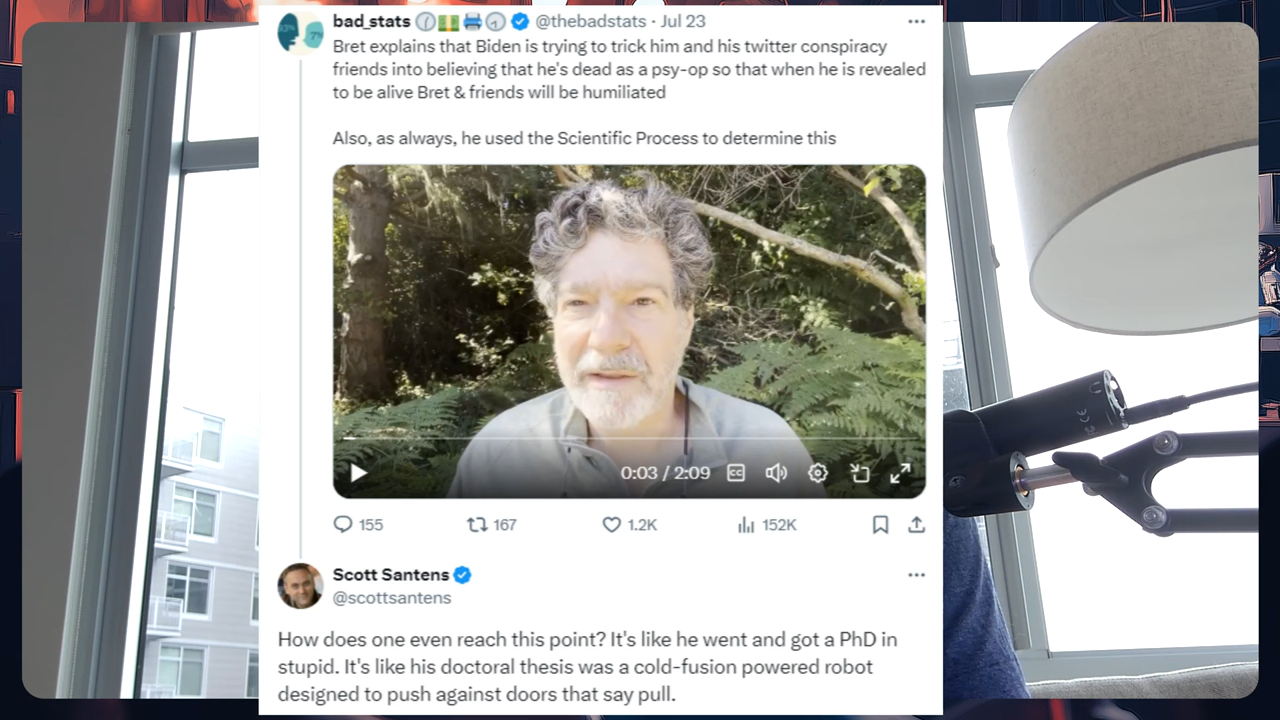 bad_stats @thebadstats · Jul 23
Bret explains that Biden is trying to trick him and his twitter conspiracy
friends into believing that he's dead as a psy-op so that when he is revealed
to be alive Bret & friends will be humiliated
Also, as always, he used the Scientific Process to determine this
0:03 / 2:09
CC
155 167 1.2K 152K
Scott Santens
@scottsantens
How does one even reach this point? It's like he went and got a PhD in
stupid. It's like his doctoral thesis was a cold-fusion powered robot
designed to push against doors that say pull.